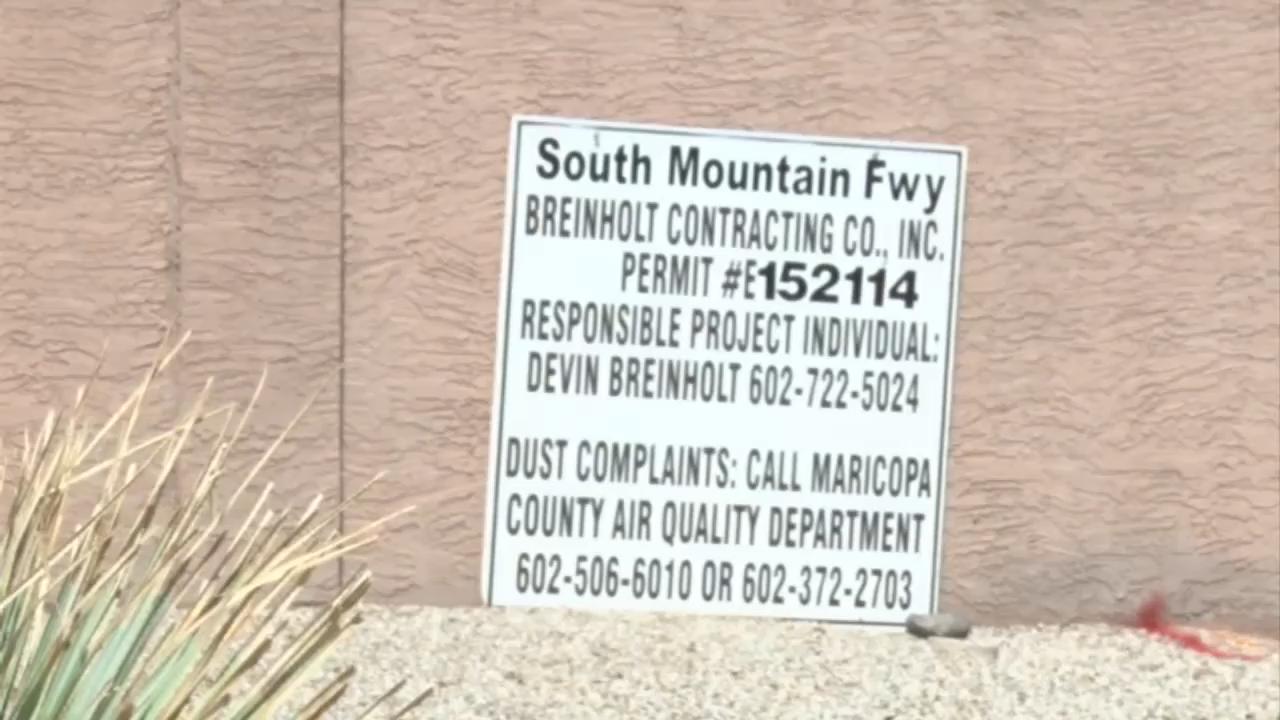 South Mountain Fwy
BREINHOLT CONTRACTING CO., INC.
PERMIT #E152114
RESPONSIBLE PROJECT INDIVIDUAL:
DEVIN BREINHOLT 602-722-5024
DUST COMPLAINTS: CALL MARICOPA
COUNTY AIR QUALITY DEPARTMENT
602-506-6010 OR 602-372-2703